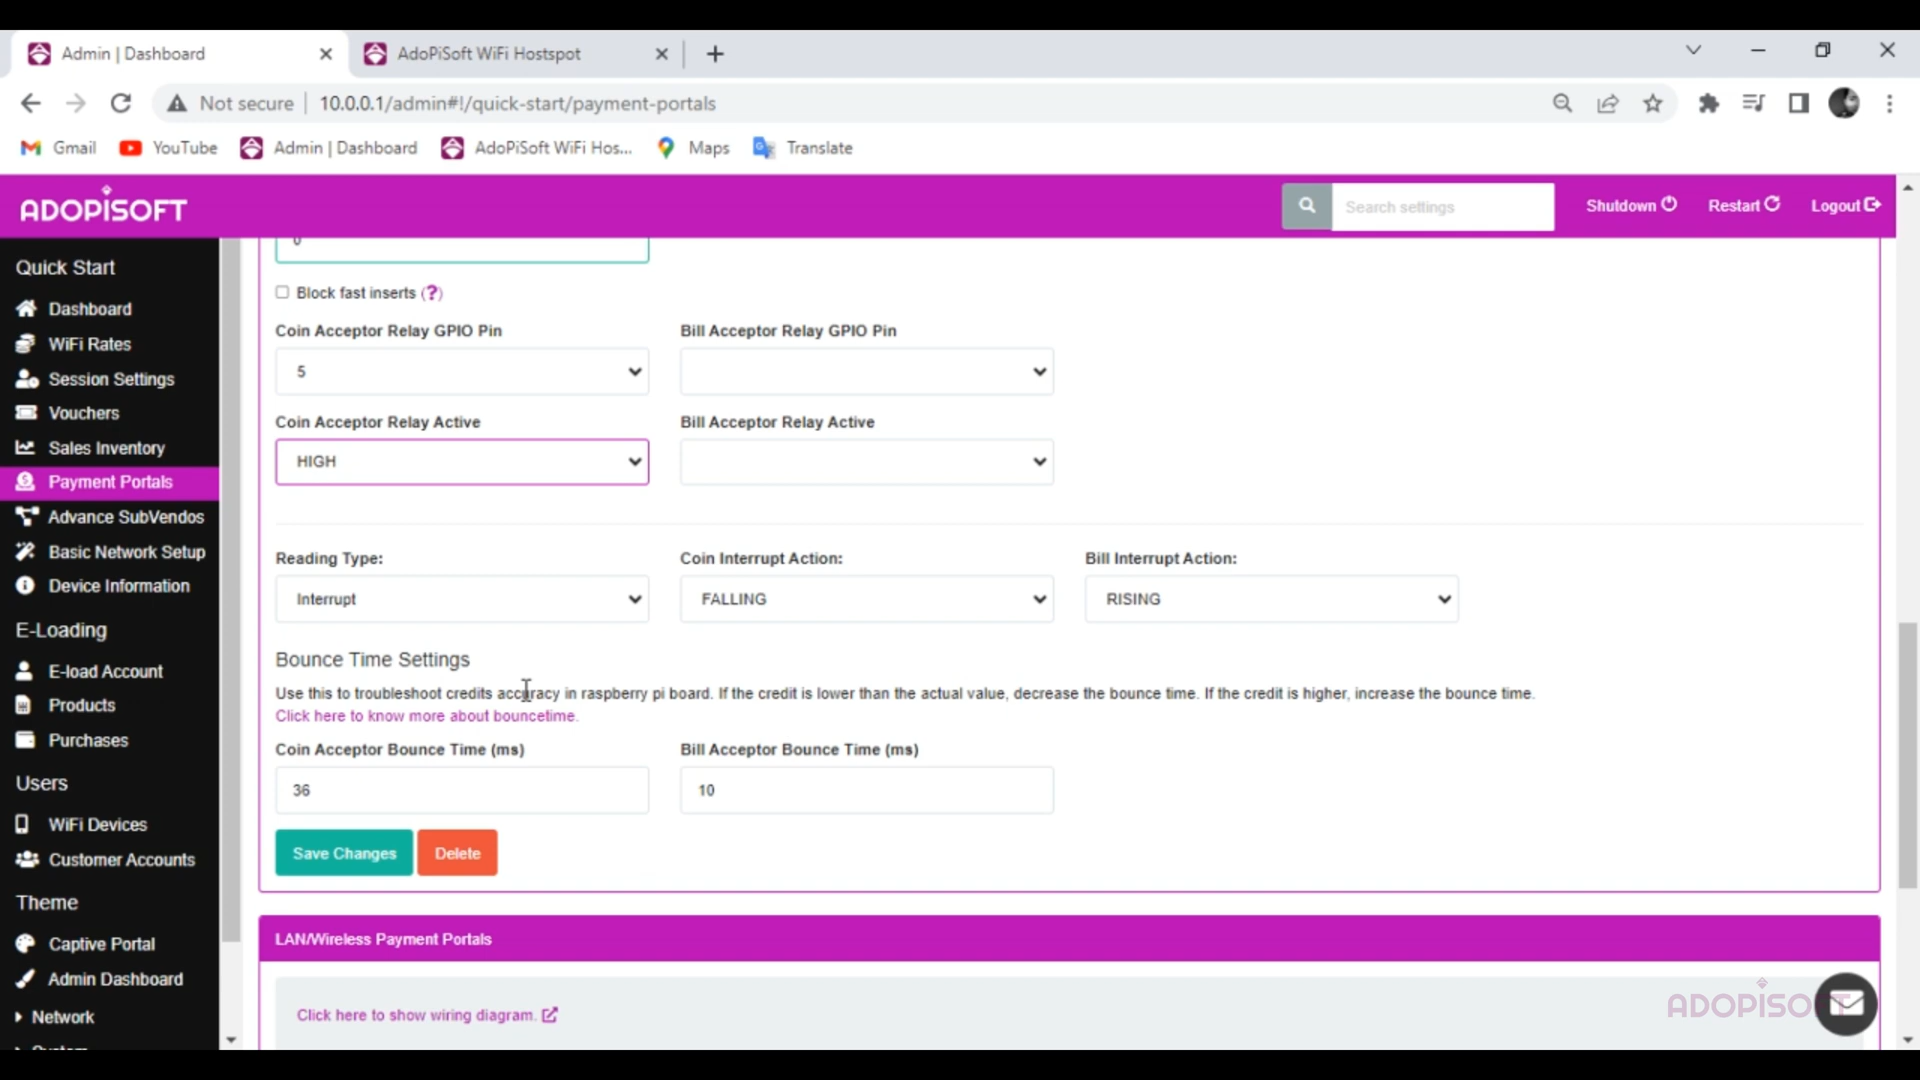 Admin | Dashboard
AdoPiSoft WiFi Hostspot
Not secure
10.0.0.1/admin#!/quick-start/payment-portals
Gmail
YouTube
Admin | Dashboard
AdoPiSoft WiFi Hos...
Maps
Translate
ADOPISOFT
Search settings
Shutdown
Restart
Logout
Quick Start
Dashboard
WiFi Rates
Session Settings
Vouchers
Sales Inventory
Payment Portals
Advance SubVendos
Basic Network Setup
Device Information
E-Loading
E-load Account
Products
Purchases
Users
WiFi Devices
Customer Accounts
Theme
Captive Portal
Admin Dashboard
Network
0
Block fast inserts (?)
Coin Acceptor Relay GPIO Pin
Bill Acceptor Relay GPIO Pin
5
Coin Acceptor Relay Active
Bill Acceptor Relay Active
HIGH
Reading Type:
Coin Interrupt Action:
Bill Interrupt Action:
Interrupt
FALLING
RISING
Bounce Time Settings
Use this to troubleshoot credits accuracy in raspberry pi board. If the credit is lower than the actual value, decrease the bounce time. If the credit is higher, increase the bounce time.
Click here to know more about bouncetime.
Coin Acceptor Bounce Time (ms)
Bill Acceptor Bounce Time (ms)
36
10
Save Changes
Delete
LAN/Wireless Payment Portals
Click here to show wiring diagram.